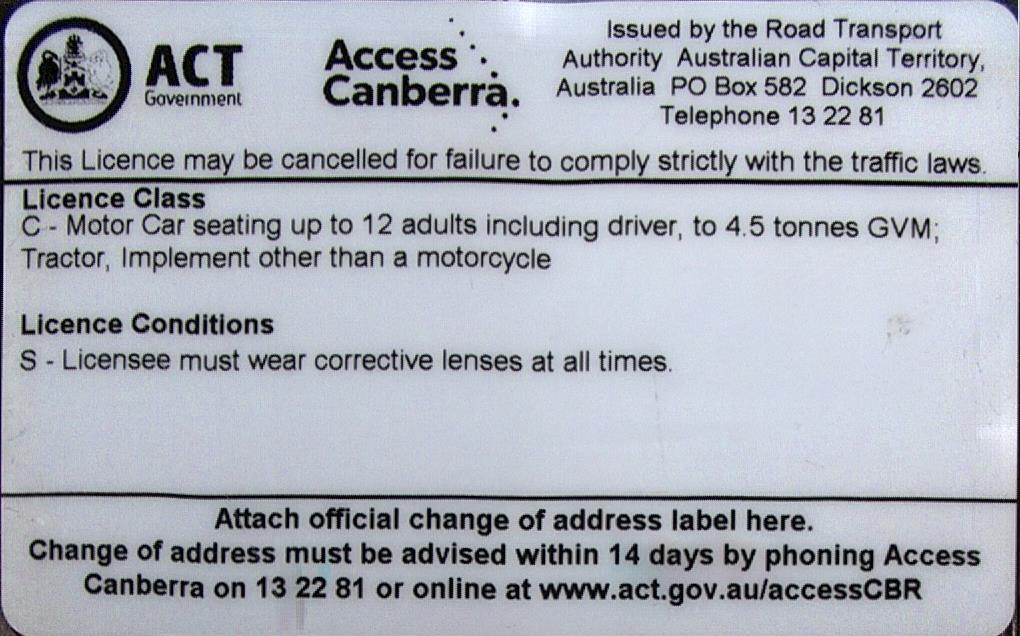 ACT
Government
Access
Canberra.
Issued by the Road Transport
Authority Australian Capital Territory,
Australia PO Box 582 Dickson 2602
Telephone 13 22 81
This Licence may be cancelled for failure to comply strictly with the traffic laws.
Licence Class
C - Motor Car seating up to 12 adults including driver, to 4.5 tonnes GVM;
Tractor, Implement other than a motorcycle
Licence Conditions
S - Licensee must wear corrective lenses at all times.
Attach official change of address label here.
Change of address must be advised within 14 days by phoning Access
Canberra on 13 22 81 or online at www.act.gov.au/accessCBR